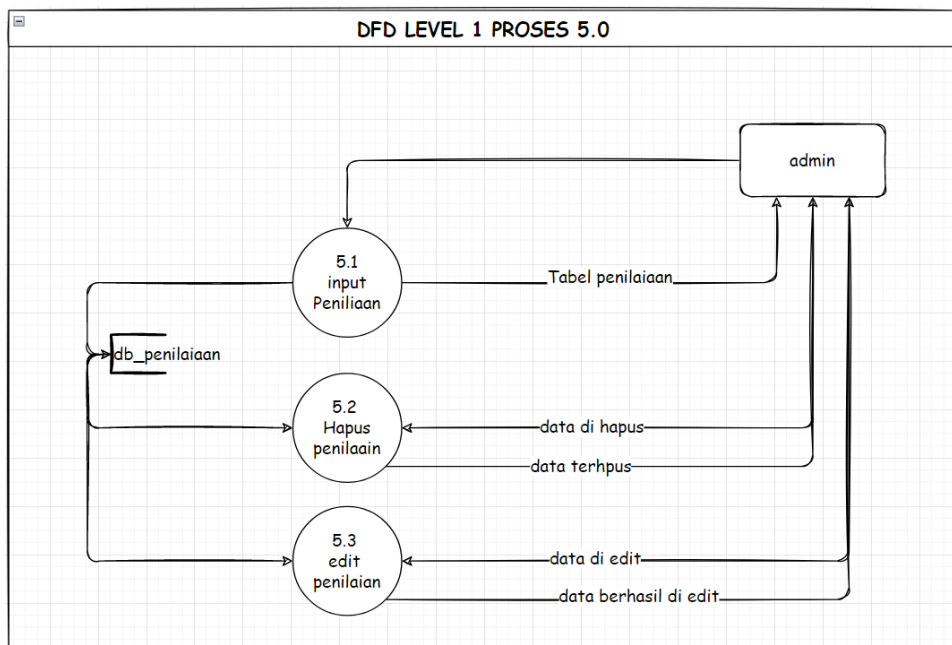 DFD LEVEL 1 PROSES 5.0
admin
5.1
input
Peniliaan
Tabel penilaiaan
db_penilaiaan
5.2
Hapus
penilaain
data di hapus
data terhpus
5.3
edit
penilaian
data di edit
data berhasil di edit